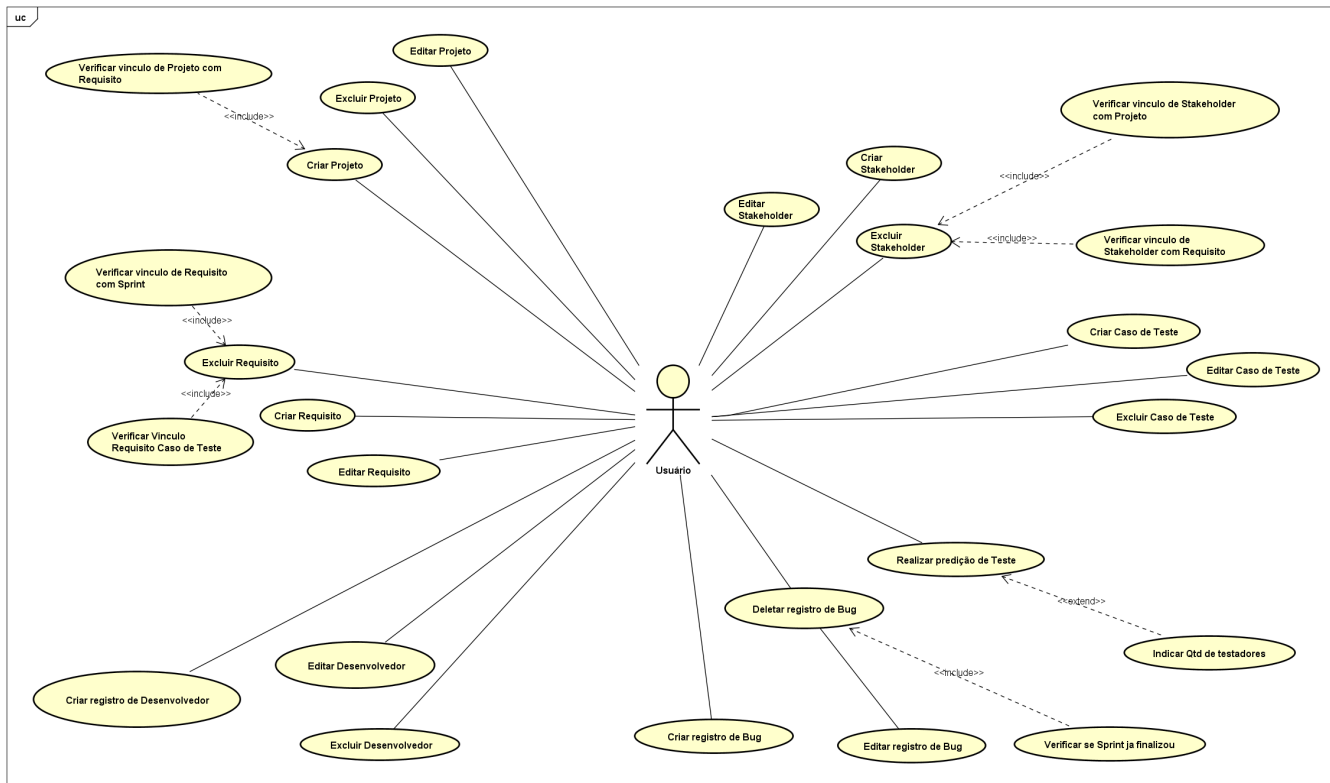 uc
Editar Projeto
Verificar vinculo de Projeto com
Requisito
Excluir Projeto
<<include>>
Criar Projeto
Verificar vinculo de Stakeholder
com Projeto
Criar
Stakeholder
<<include>>
Editar
Stakeholder
Excluir
Stakeholder
<<include>>
Verificar vinculo de
Stakeholder com Requisito
Verificar vinculo de Requisito
com Sprint
<<include>>
Excluir Requisito
<<include>>
Criar Requisito
Verificar Vinculo
Requisito Caso de Teste
Editar Requisito
Criar Caso de Teste
Editar Caso de Teste
Excluir Caso de Teste
Usuário
Realizar predição de Teste
<<extend>>
Indicar Qtd de testadores
Deletar registro de Bug
<<include>>
Editar Desenvolvedor
Criar registro de Desenvolvedor
Excluir Desenvolvedor
Criar registro de Bug
Editar registro de Bug
Verificar se Sprint ja finalizou